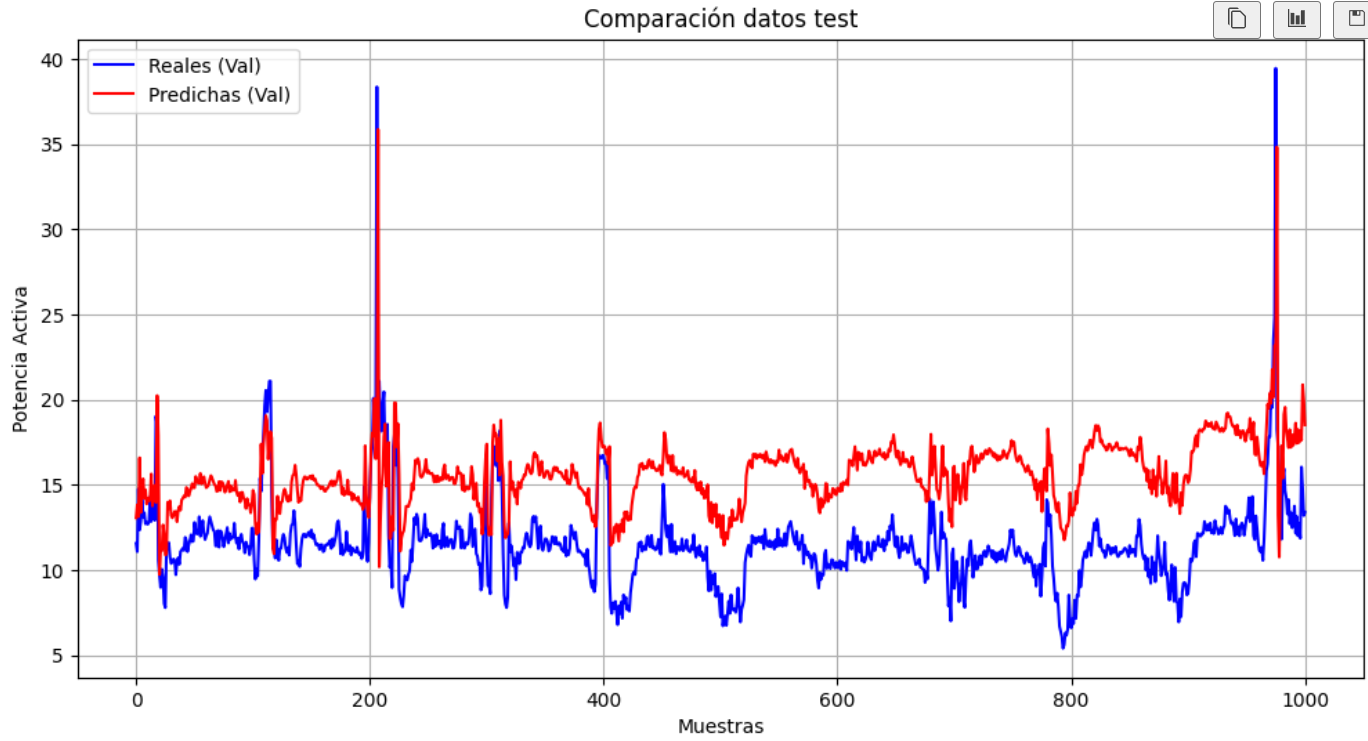 Comparación datos test
Reales (Val)
Predichas (Val)
Potencia Activa
40
35
30
25
20
15
10
5
0
200
400
600
800
1000
Muestras